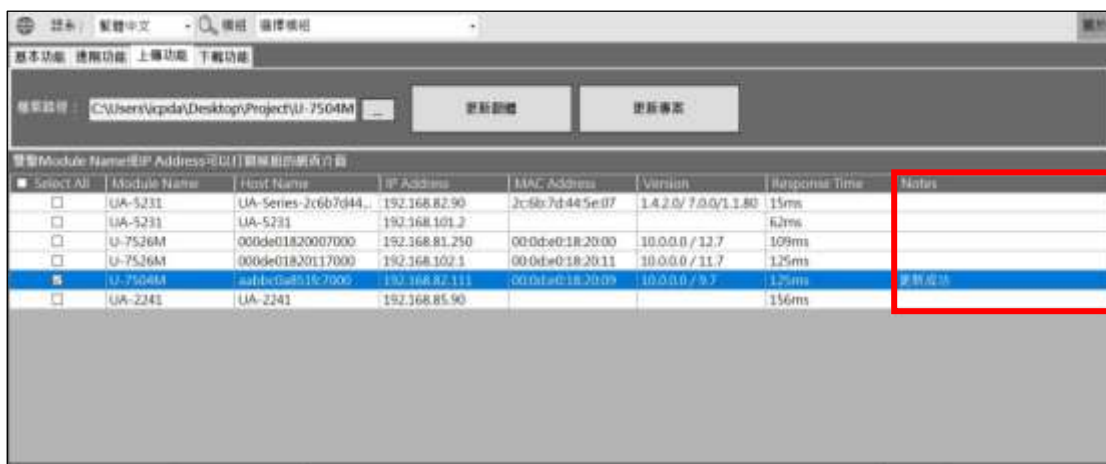 語系： 繁體中文 模組 選擇模組 關於
基本功能 進階功能 上傳功能 下載功能
檔案路徑： C:\Users\icpda\Desktop\Project\U-7504M ... 更新韌體 更新專案
雙擊Module Name或IP Address可以打開模組的網頁介面
Select All Module Name Host Name IP Address MAC Address Version Response Time Notes
UA-5231 UA-Series-2c6b7d44... 192.168.82.90 2c:6b:7d:44:5e:07 1.4.2.0/ 7.0.0/1.1.80 15ms
UA-5231 UA-5231 192.168.101.2 62ms
U-7526M 000de01820007000 192.168.81.250 00:0d:e0:18:20:00 10.0.0.0 / 12.7 109ms
U-7526M 000de01820117000 192.168.102.1 00:0d:e0:18:20:11 10.0.0.0 / 11.7 125ms
U-7504M 192.168.82.111 00:0d:e0:18:20:09 10.0.0.0 / 9.7 125ms 更新成功
UA-2241 UA-2241 192.168.85.90 156ms